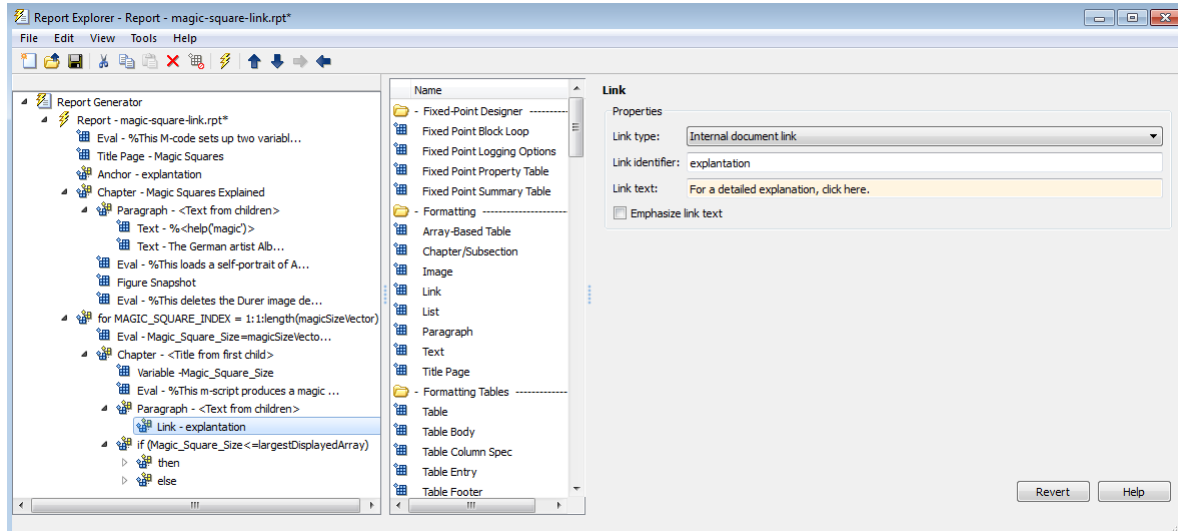 Report Explorer - Report - magic-square-link.rpt*
File Edit View Tools Help
Report Generator
Report - magic-square-link.rpt*
Eval - %This M-code sets up two variabl...
Title Page - Magic Squares
Anchor - explantation
Chapter - Magic Squares Explained
Paragraph - <Text from children>
Text - %<help('magic')>
Text - The German artist Alb...
Eval - %This loads a self-portrait of A...
Figure Snapshot
Eval - %This deletes the Durer image de...
for MAGIC_SQUARE_INDEX = 1:1:length(magicSizeVector)
Eval - Magic_Square_Size=magicSizeVecto...
Chapter - <Title from first child>
Variable -Magic_Square_Size
Eval - %This m-script produces a magic ...
Paragraph - <Text from children>
Link - explantation
if (Magic_Square_Size<=largestDisplayedArray)
then
else
Name
- Fixed-Point Designer ----------
Fixed Point Block Loop
Fixed Point Logging Options
Fixed Point Property Table
Fixed Point Summary Table
- Formatting ---------------------
Array-Based Table
Chapter/Subsection
Image
Link
List
Paragraph
Text
Title Page
- Formatting Tables -------------
Table
Table Body
Table Column Spec
Table Entry
Table Footer
Link
Properties
Link type: Internal document link
Link identifier: explantation
Link text: For a detailed explanation, click here.
Emphasize link text
Revert Help